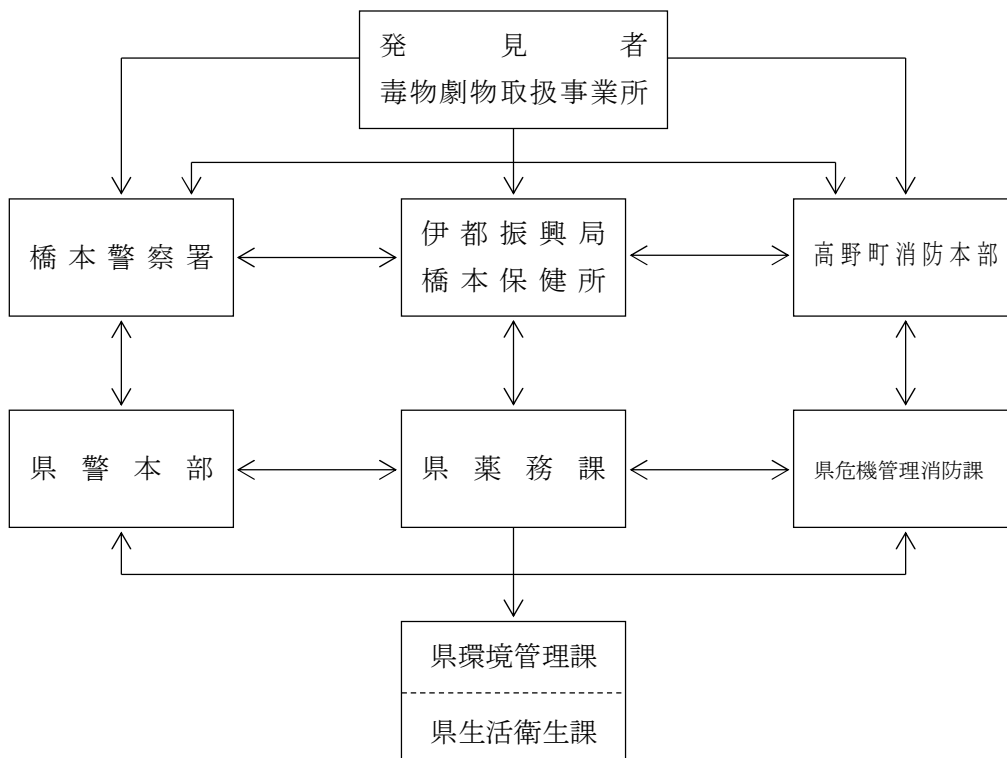 発見者
毒物劇物取扱事業所
橋本警察署
伊都振興局
橋本保健所
高野町消防本部
県警本部
県薬務課
県危機管理消防課
県環境管理課
県生活衛生課